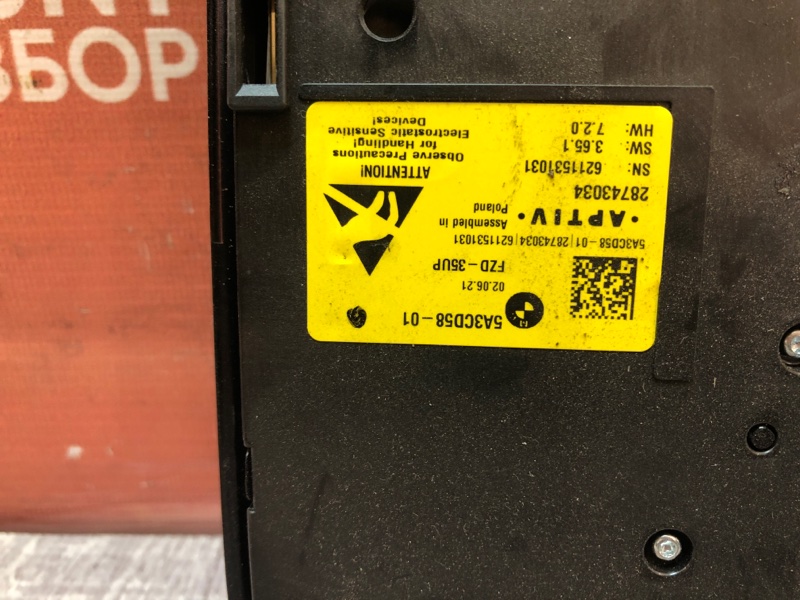 ЗБОР
5A3CD58-01
02.06.21
FZD-35UP
5A3CD58-01|28743034|6211531031
• APTIV •
Assembled in
Poland
28743034
SN: 6211531031
SW: 3.65.1
HW: 7.2.0
ATTENTION!
Observe Precautions
for Handling!
Electrostatic Sensitive
Devices!